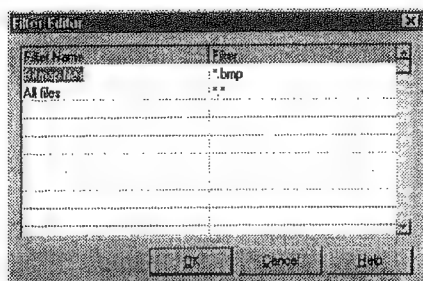 Filter Editor
Filter Name Filter
*.bmp
All files *.*
OK Cancel Help